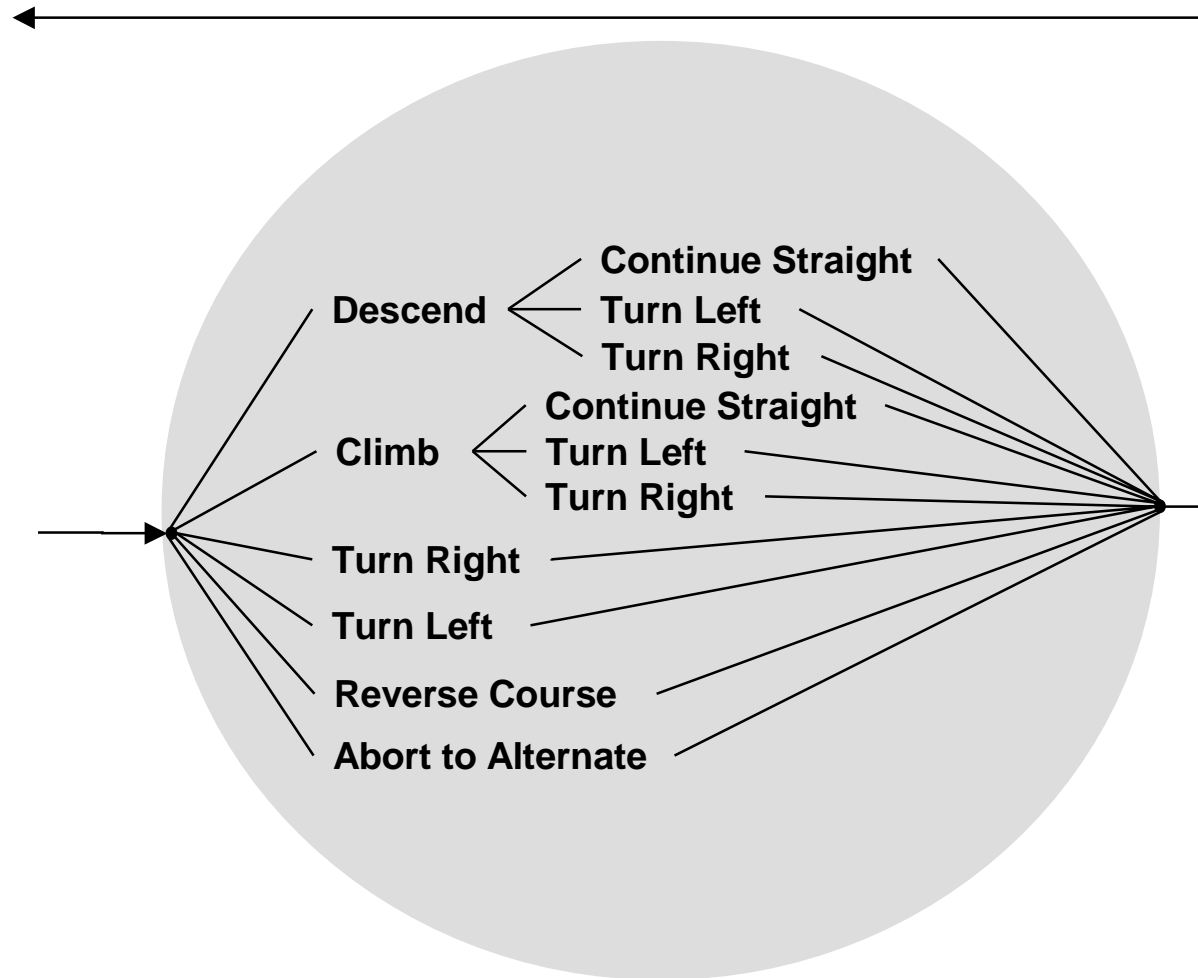 Continue Straight
Descend
Turn Left
Turn Right
Continue Straight
Climb
Turn Left
Turn Right
Turn Right
Turn Left
Reverse Course
Abort to Alternate